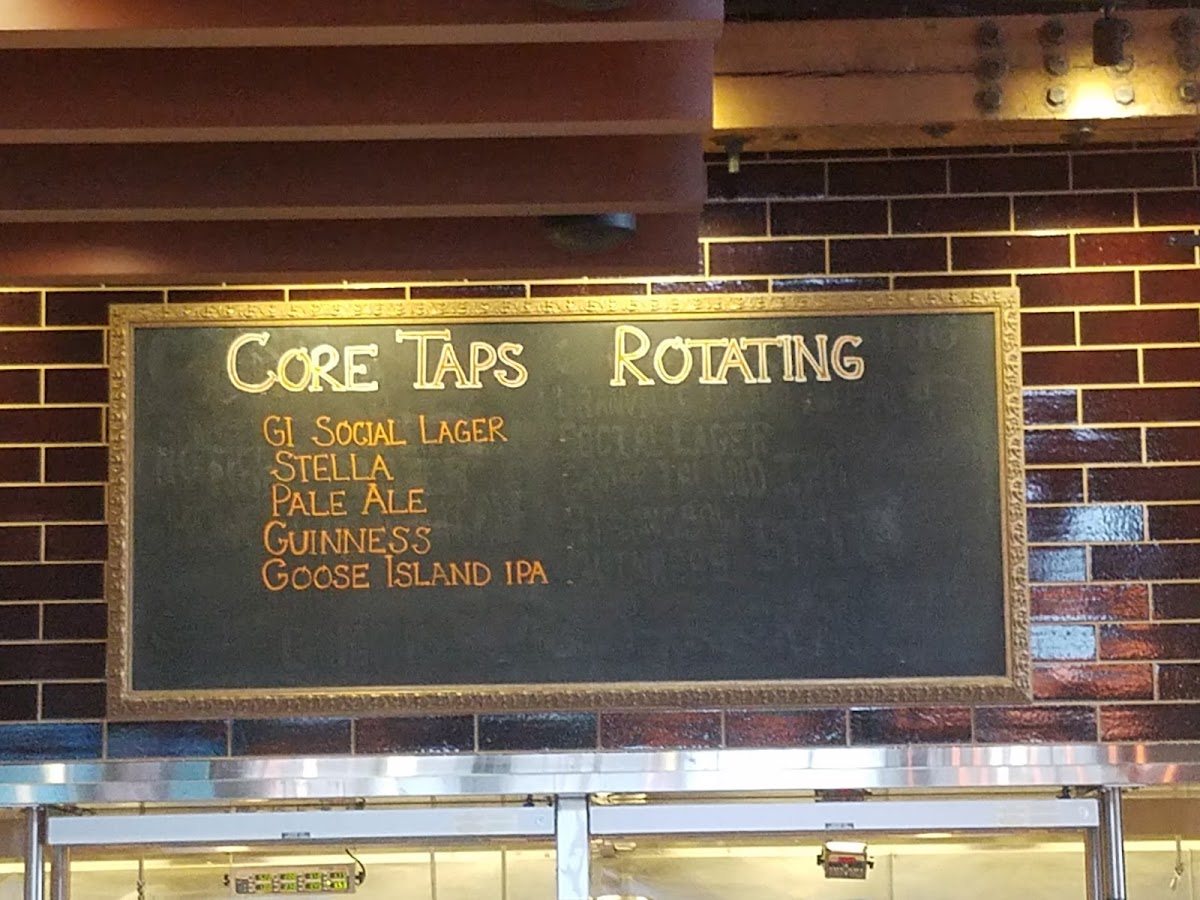 CORE TAPS ROTATING
GI SOCIAL LAGER
STELLA
PALE ALE
GUINNESS
GOOSE ISLAND IPA